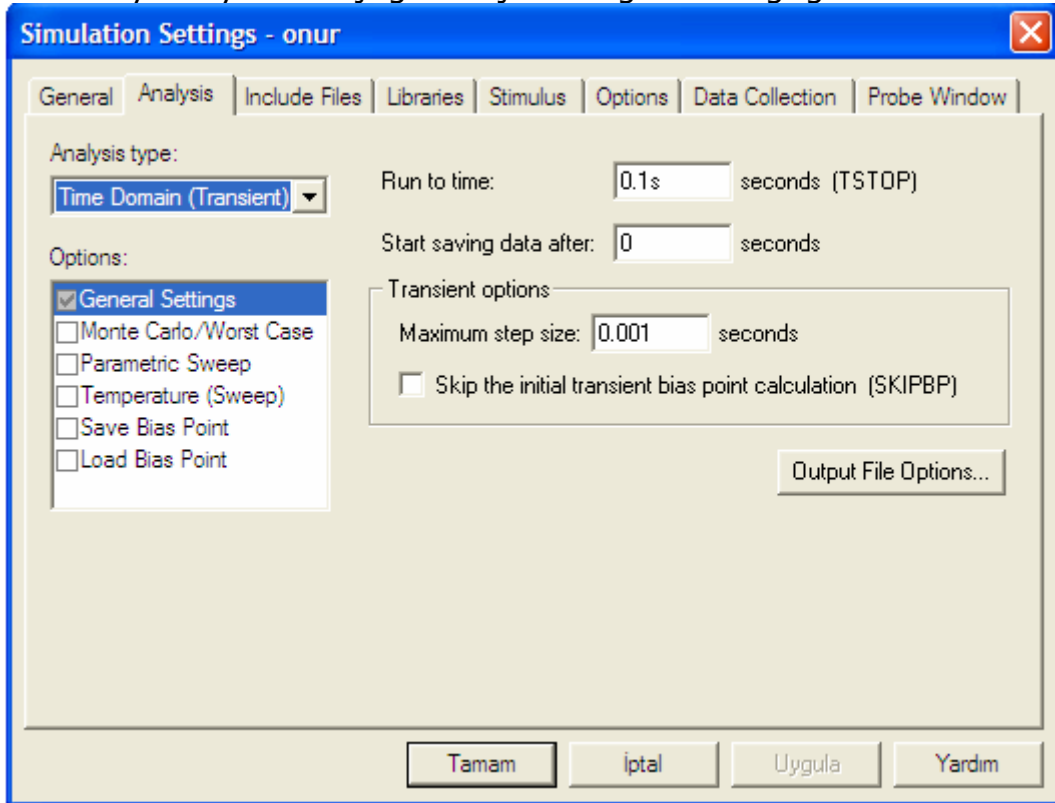 Simulation Settings - onur
General Analysis Include Files Libraries Stimulus Options Data Collection Probe Window
Analysis type:
Time Domain (Transient)
Run to time: 0.1s seconds (TSTOP)
Start saving data after: 0 seconds
Options:
General Settings
Monte Carlo/Worst Case
Parametric Sweep
Temperature (Sweep)
Save Bias Point
Load Bias Point
Transient options
Maximum step size: 0.001 seconds
Skip the initial transient bias point calculation (SKIPBP)
Output File Options...
Tamam İptal Uygula Yardım